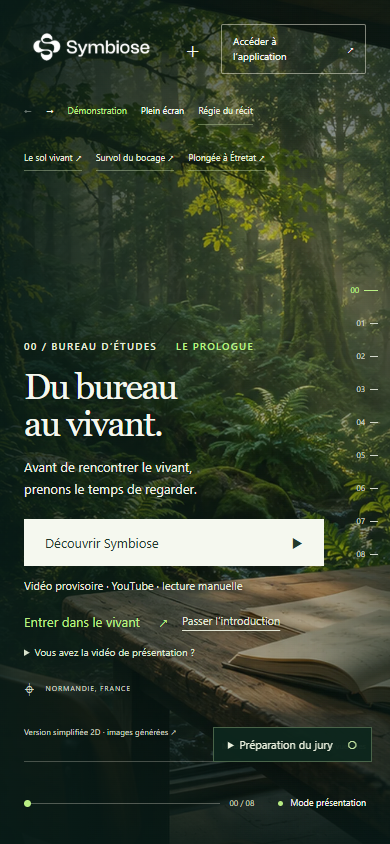 Symbiose
+
Accéder à
l'application ↗
← → Démonstration Plein écran Régie du récit
Le sol vivant ↗ Survol du bocage ↗ Plongée à Étretat ↗
00
01
02
03
04
05
06
07
08
00 / BUREAU D'ÉTUDES LE PROLOGUE
Du bureau
au vivant.
Avant de rencontrer le vivant,
prenons le temps de regarder.
Découvrir Symbiose ▶
Vidéo provisoire · YouTube · lecture manuelle
Entrer dans le vivant ↗ Passer l'introduction
▶ Vous avez la vidéo de présentation ?
NORMANDIE, FRANCE
Version simplifiée 2D · images générées ↗
▶ Préparation du jury
00 / 08 Mode présentation